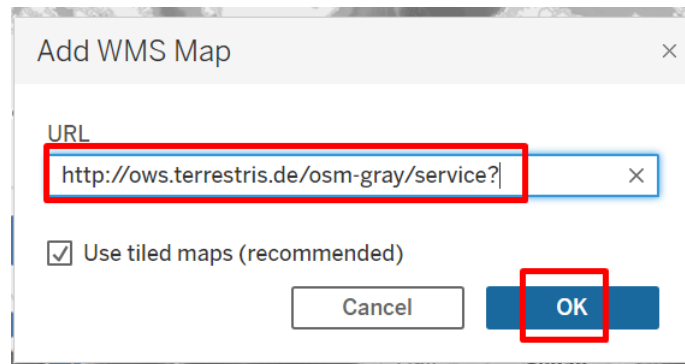 Add WMS Map
URL
http://ows.terrestris.de/osm-gray/service?
Use tiled maps (recommended)
Cancel OK